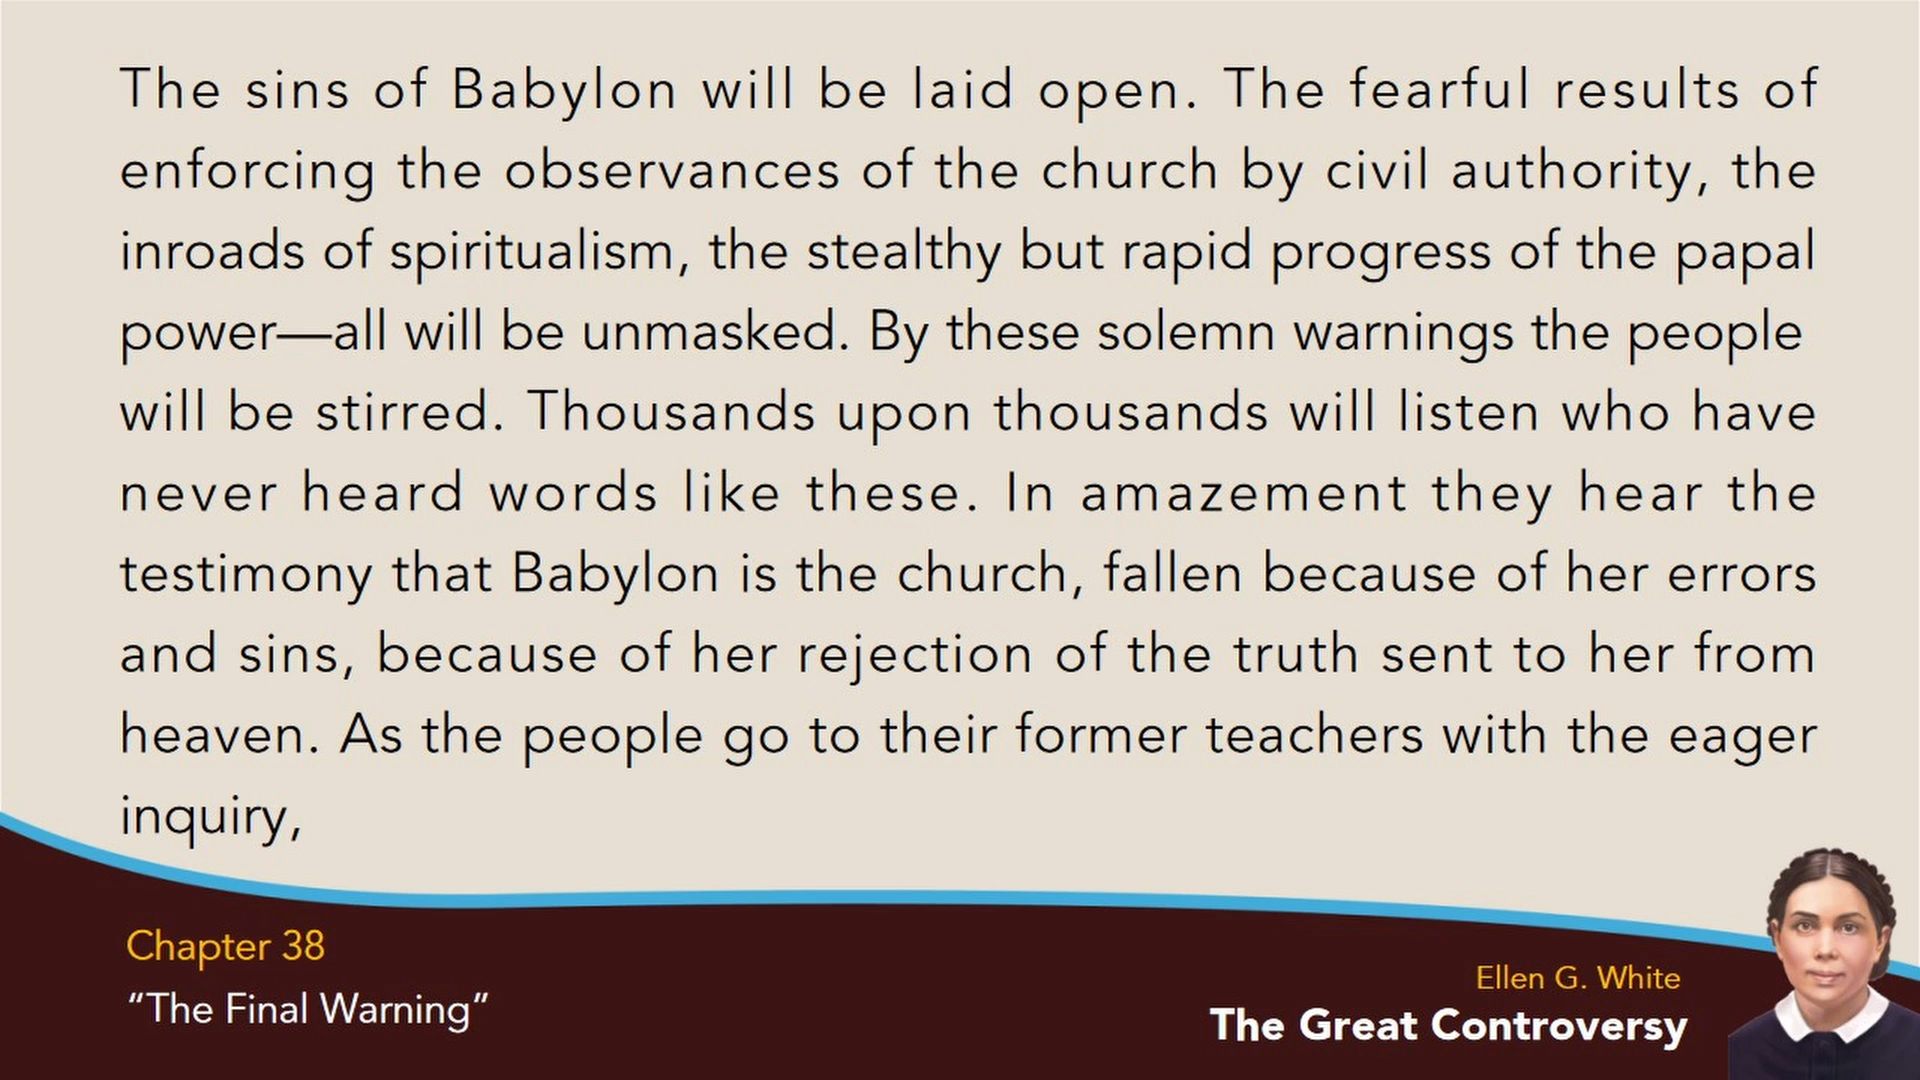 The sins of Babylon will be laid open. The fearful results of
enforcing the observances of the church by civil authority, the
inroads of spiritualism, the stealthy but rapid progress of the papal
power—all will be unmasked. By these solemn warnings the people
will be stirred. Thousands upon thousands will listen who have
never heard words like these. In amazement they hear the
testimony that Babylon is the church, fallen because of her errors
and sins, because of her rejection of the truth sent to her from
heaven. As the people go to their former teachers with the eager
inquiry,
Chapter 38
“The Final Warning”
Ellen G. White
The Great Controversy